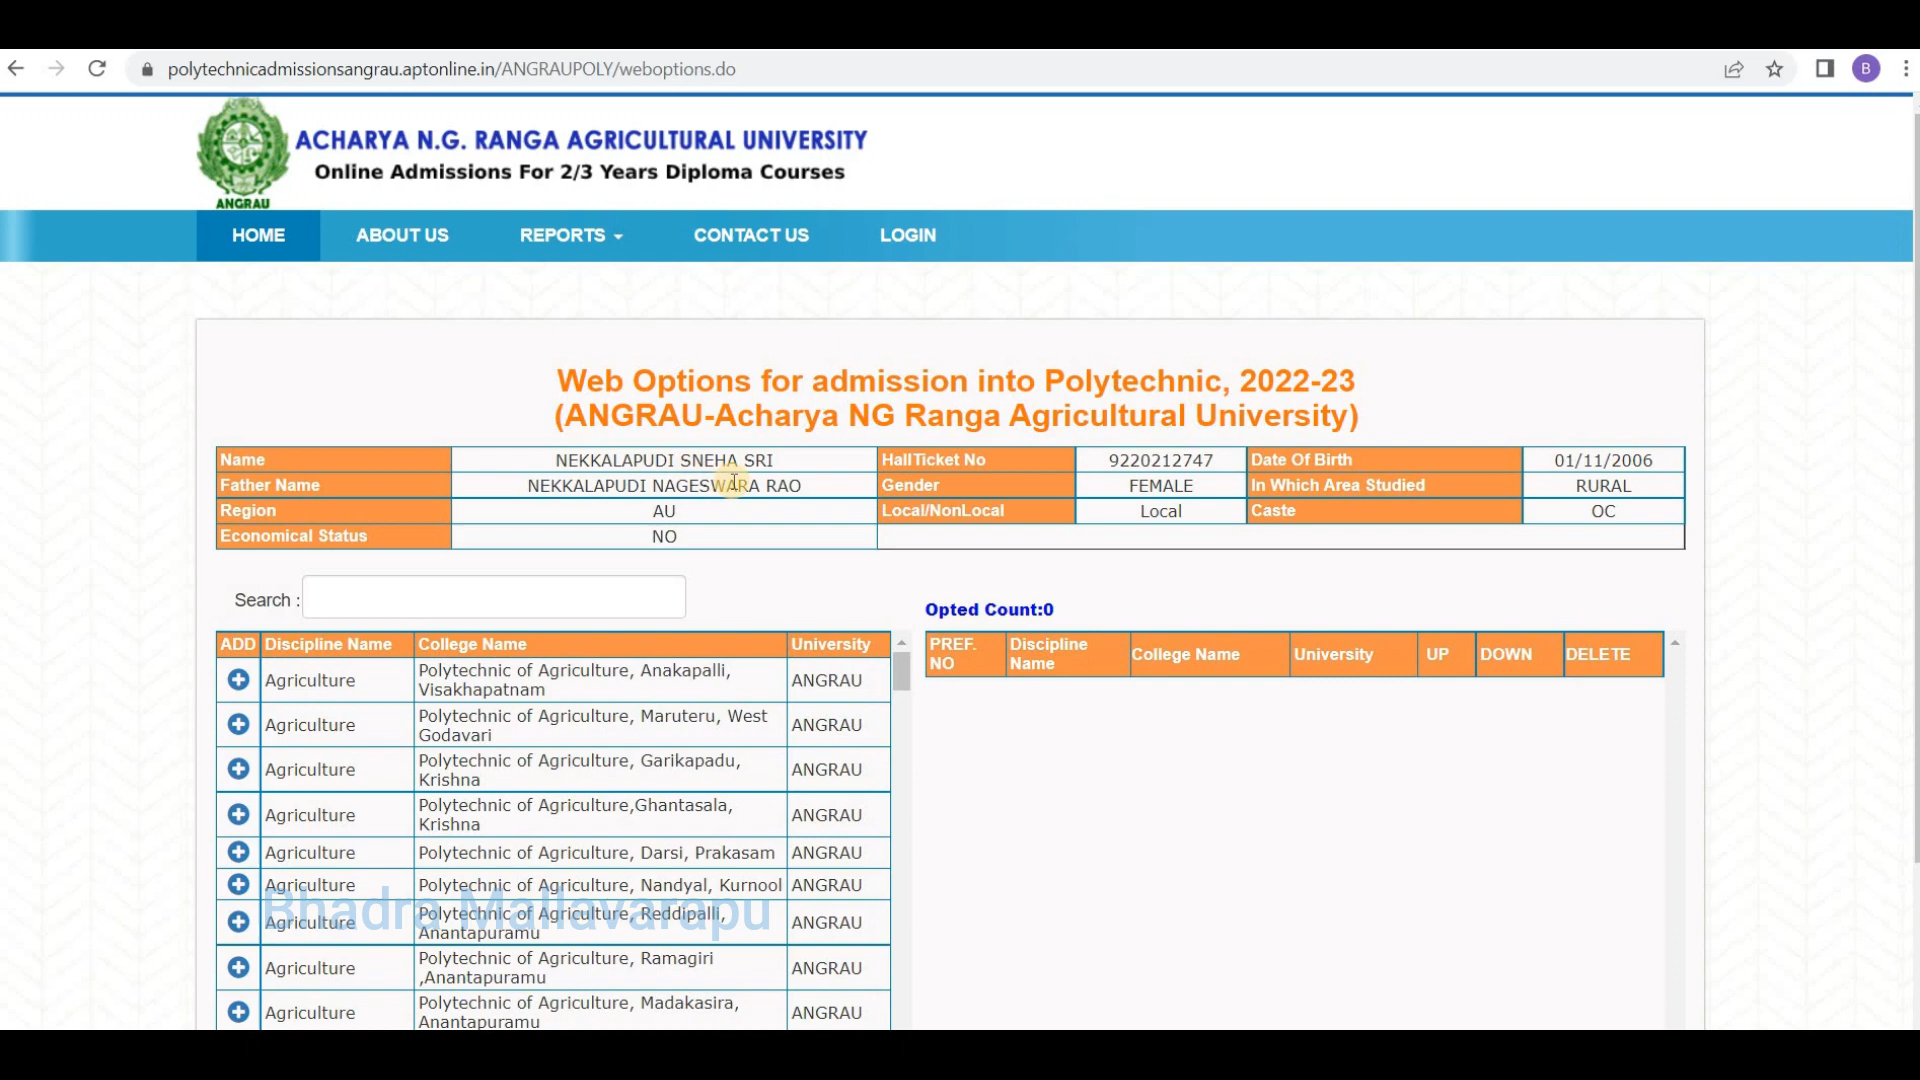 polytechnicadmissionsangrau.aptonline.in/ANGRAUPOLY/weboptions.do
B
ACHARYA N.G. RANGA AGRICULTURAL UNIVERSITY
Online Admissions For 2/3 Years Diploma Courses
ANGRAU
HOME ABOUT US REPORTS CONTACT US LOGIN
Web Options for admission into Polytechnic, 2022-23
(ANGRAU-Acharya NG Ranga Agricultural University)
Name NEKKALAPUDI SNEHA SRI HallTicket No 9220212747 Date Of Birth 01/11/2006
Father Name NEKKALAPUDI NAGESWARA RAO Gender FEMALE In Which Area Studied RURAL
Region AU Local/NonLocal Local Caste OC
Economical Status NO
Search :
ADD Discipline Name College Name University
Agriculture Polytechnic of Agriculture, Anakapalli, ANGRAU
Visakhapatnam
Agriculture Polytechnic of Agriculture, Maruteru, West ANGRAU
Godavari
Agriculture Polytechnic of Agriculture, Garikapadu, ANGRAU
Krishna
Agriculture Polytechnic of Agriculture,Ghantasala, ANGRAU
Krishna
Agriculture Polytechnic of Agriculture, Darsi, Prakasam ANGRAU
Agriculture Polytechnic of Agriculture, Nandyal, Kurnool ANGRAU
Agriculture Polytechnic of Agriculture, Reddipalli, ANGRAU
Anantapuramu
Agriculture Polytechnic of Agriculture, Ramagiri ANGRAU
,Anantapuramu
Agriculture Polytechnic of Agriculture, Madakasira, ANGRAU
Anantapuramu
Bhadra Mallavarapu
Opted Count:0
PREF. Discipline College Name University UP DOWN DELETE
NO Name